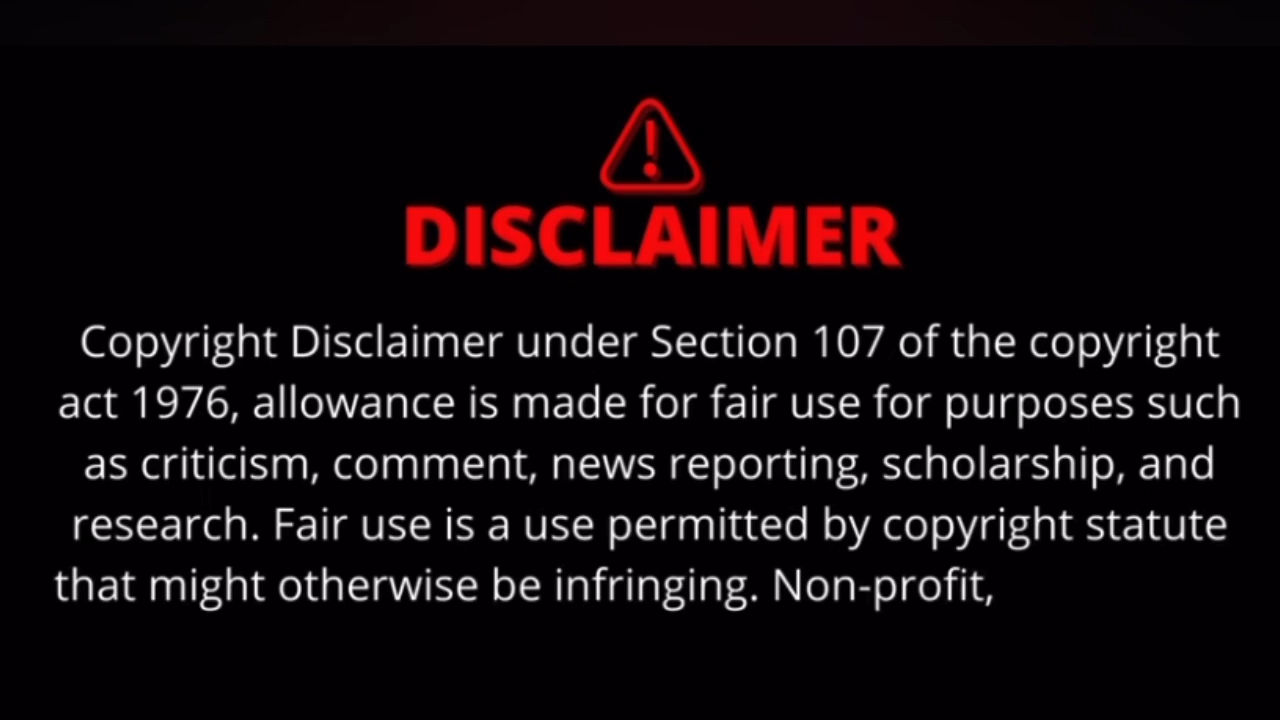 DISCLAIMER
Copyright Disclaimer under Section 107 of the copyright
act 1976, allowance is made for fair use for purposes such
as criticism, comment, news reporting, scholarship, and
research. Fair use is a use permitted by copyright statute
that might otherwise be infringing. Non-profit,